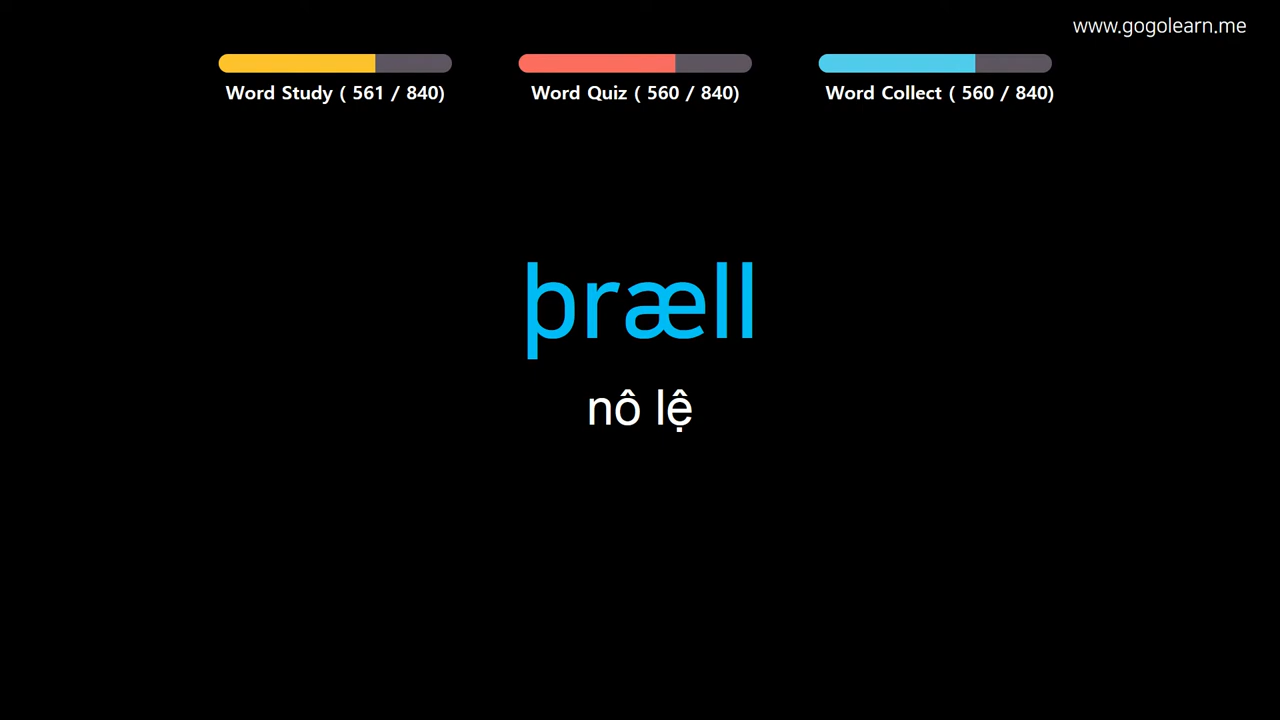 www.gogolearn.me
Word Study ( 561 / 840)
Word Quiz ( 560 / 840)
Word Collect ( 560 / 840)
þræll
nô lệ